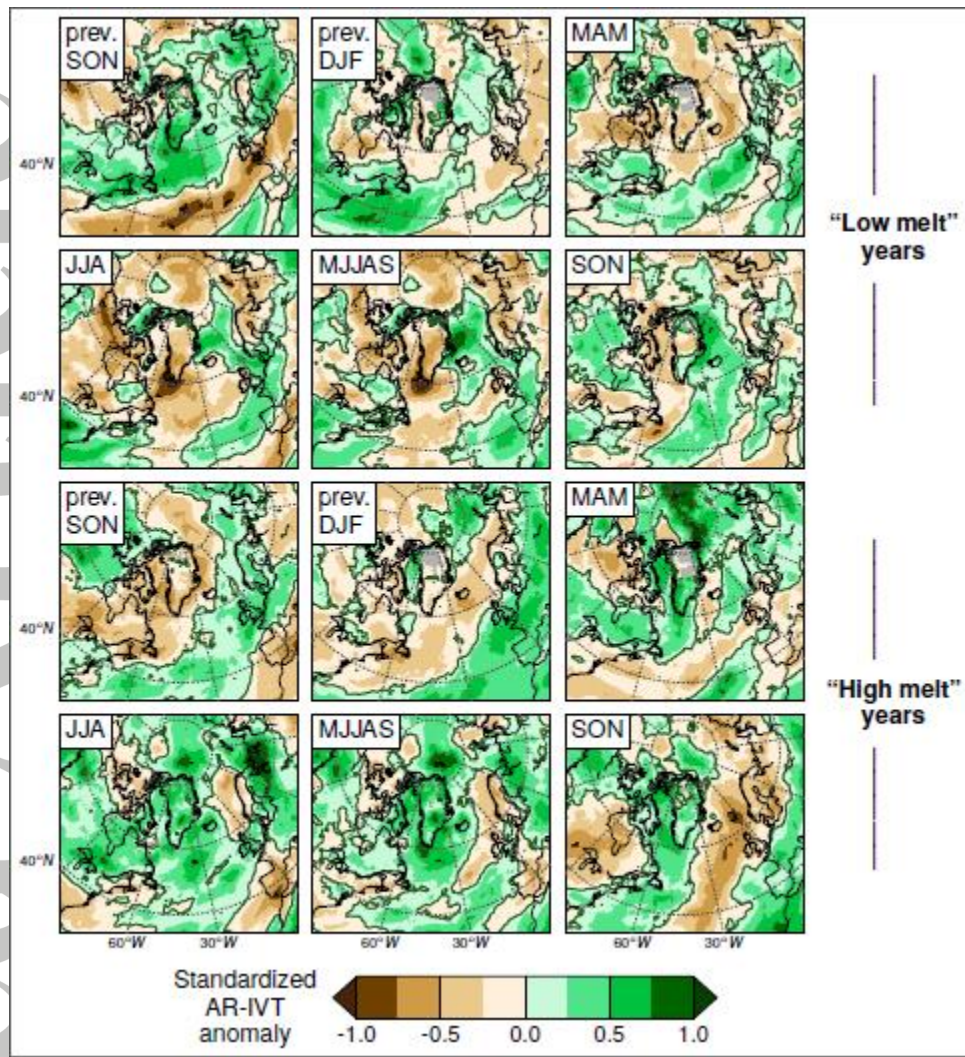 prev.
SON
prev.
DJF
MAM
40°N
"Low melt"
years
JJA
MJJAS
SON
40°N
prev.
SON
prev.
DJF
MAM
40°N
"High melt"
years
JJA
MJJAS
SON
40°N
60°W
30°W
60°W
30°W
60°W
30°W
Standardized
AR-IVT
anomaly
-1.0
-0.5
0.0
0.5
1.0